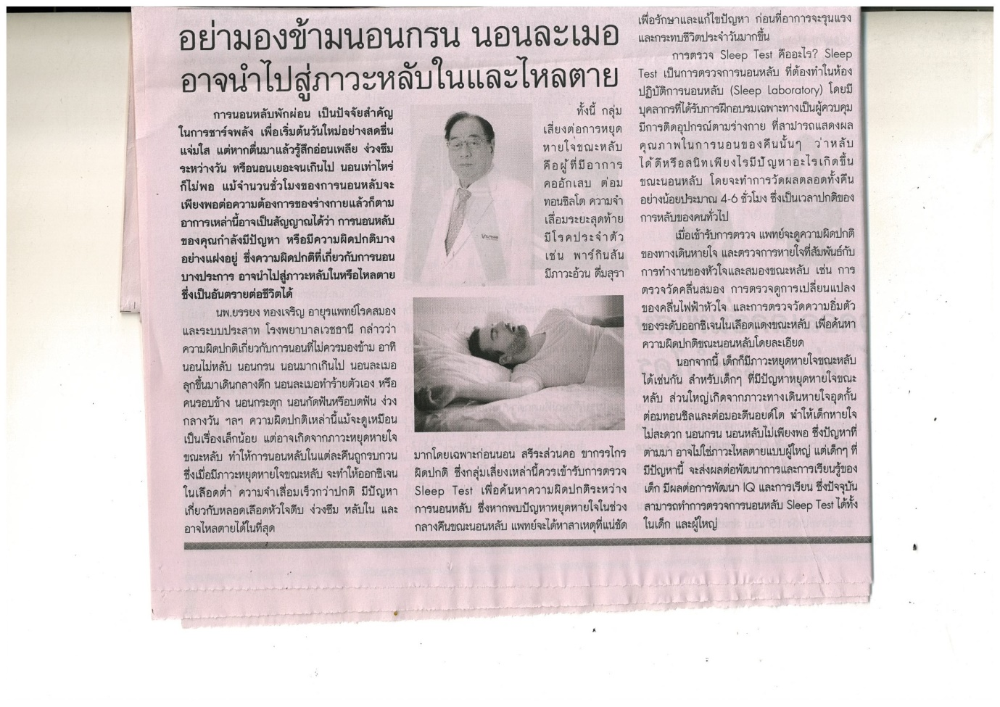 อย่ามองข้ามนอนกรน นอนละเมอ
อาจนำไปสู่ภาวะหลับในและไหลตาย
การนอนหลับพักผ่อน เป็นปัจจัยสำคัญ
ในการชาร์จพลัง เพื่อเริ่มต้นวันใหม่อย่างสดชื่น
แจ่มใส แต่หากตื่นมาแล้วรู้สึกอ่อนเพลีย ง่วงซึม
ระหว่างวัน หรือนอนเยอะจนเกินไป นอนเท่าไหร่
ก็ไม่พอ แม้จำนวนชั่วโมงของการนอนหลับจะ
เพียงพอต่อความต้องการของร่างกายแล้วก็ตาม
อาการเหล่านี้อาจเป็นสัญญาณได้ว่า การนอนหลับ
ของคุณกำลังมีปัญหา หรือมีความผิดปกติบาง
อย่างแฝงอยู่ ซึ่งความผิดปกติที่เกี่ยวกับการนอน
บางประการ อาจนำไปสู่ภาวะหลับในหรือไหลตาย
ซึ่งเป็นอันตรายต่อชีวิตได้
นพ.ยรรยง ทองเจริญ อายุรแพทย์โรคสมอง
และระบบประสาท โรงพยาบาลเวชธานี กล่าวว่า
ความผิดปกติเกี่ยวกับการนอนที่ไม่ควรมองข้าม อาทิ
นอนไม่หลับ นอนกรน นอนมากเกินไป นอนละเมอ
ลุกขึ้นมาเดินกลางดึก นอนละเมอทำร้ายตัวเอง หรือ
คนรอบข้าง นอนกระตุก นอนกัดฟันหรือบดฟัน ง่วง
กลางวัน ฯลฯ ความผิดปกติเหล่านี้แม้จะดูเหมือน
เป็นเรื่องเล็กน้อย แต่อาจเกิดจากภาวะหยุดหายใจ
ขณะหลับ ทำให้การนอนหลับในแต่ละคืนถูกรบกวน
ซึ่งเมื่อมีภาวะหยุดหายใจขณะหลับ จะทำให้ออกซิเจน
ในเลือดต่ำ ความจำเสื่อมเร็วกว่าปกติ มีปัญหา
เกี่ยวกับหลอดเลือดหัวใจตีบ ง่วงซึม หลับใน และ
อาจไหลตายได้ในที่สุด
ทั้งนี้ กลุ่ม
เสี่ยงต่อการหยุด
หายใจขณะหลับ
คือผู้ที่มีอาการ
คออักเสบ ต่อม
ทอนซิลโต ความจำ
เสื่อมระยะสุดท้าย
มีโรคประจำตัว
เช่น พาร์กินสัน
มีภาวะอ้วน ดื่มสุรา
มากโดยเฉพาะก่อนนอน สรีระส่วนคอ ขากรรไกร
ผิดปกติ ซึ่งกลุ่มเสี่ยงเหล่านี้ควรเข้ารับการตรวจ
Sleep Test เพื่อค้นหาความผิดปกติระหว่าง
การนอนหลับ ซึ่งหากพบปัญหาหยุดหายใจในช่วง
กลางคืนขณะนอนหลับ แพทย์จะได้หาสาเหตุที่แน่ชัด
เพื่อรักษาและแก้ไขปัญหา ก่อนที่อาการจะรุนแรง
และกระทบชีวิตประจำวันมากขึ้น
การตรวจ Sleep Test คืออะไร? Sleep
Test เป็นการตรวจการนอนหลับ ที่ต้องทำในห้อง
ปฏิบัติการนอนหลับ (Sleep Laboratory) โดยมี
บุคลากรที่ได้รับการฝึกอบรมเฉพาะทางเป็นผู้ควบคุม
มีการติดอุปกรณ์ตามร่างกาย ที่สามารถแสดงผล
คุณภาพในการนอนของคืนนั้นๆ ว่าหลับ
ได้ดีหรือสนิทเพียงไรมีปัญหาอะไรเกิดขึ้น
ขณะนอนหลับ โดยจะทำการวัดผลตลอดทั้งคืน
อย่างน้อยประมาณ 4-6 ชั่วโมง ซึ่งเป็นเวลาปกติของ
การหลับของคนทั่วไป
เมื่อเข้ารับการตรวจ แพทย์จะดูความผิดปกติ
ของทางเดินหายใจ และตรวจการหายใจที่สัมพันธ์กับ
การทำงานของหัวใจและสมองขณะหลับ เช่น การ
ตรวจวัดคลื่นสมอง การตรวจดูการเปลี่ยนแปลง
ของคลื่นไฟฟ้าหัวใจ และการตรวจวัดความอิ่มตัว
ของระดับออกซิเจนในเลือดแดงขณะหลับ เพื่อค้นหา
ความผิดปกติขณะนอนหลับโดยละเอียด
นอกจากนี้ เด็กก็มีภาวะหยุดหายใจขณะหลับ
ได้เช่นกัน สำหรับเด็กๆ ที่มีปัญหาหยุดหายใจขณะ
หลับ ส่วนใหญ่เกิดจากภาวะทางเดินหายใจอุดกั้น
ต่อมทอนซิลและต่อมอะดีนอยด์โต ทำให้เด็กหายใจ
ไม่สะดวก นอนกรน นอนหลับไม่เพียงพอ ซึ่งปัญหาที่
ตามมา อาจไม่ใช่ภาวะไหลตายแบบผู้ใหญ่ แต่เด็กๆ ที่
มีปัญหานี้ จะส่งผลต่อพัฒนาการและการเรียนรู้ของ
เด็ก มีผลต่อการพัฒนา IQ และการเรียน ซึ่งปัจจุบัน
สามารถทำการตรวจการนอนหลับ Sleep Test ได้ทั้ง
ในเด็ก และผู้ใหญ่